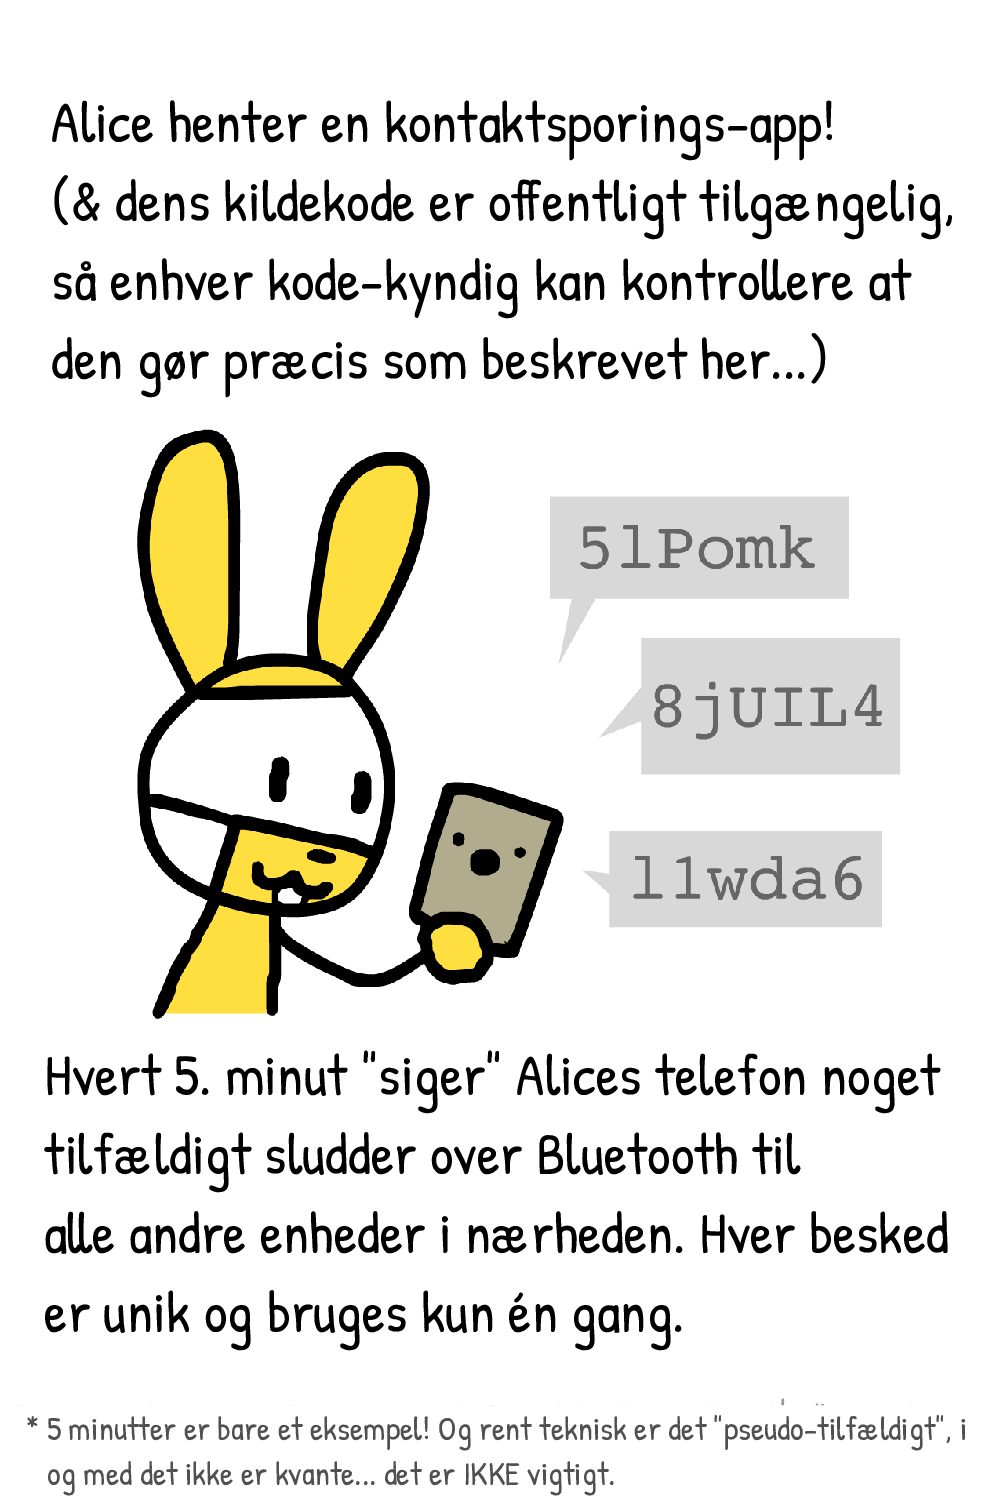 Alice henter en kontaktsporings-app!
(& dens kildekode er offentligt tilgængelig,
så enhver kode-kyndig kan kontrollere at
den gør præcis som beskrevet her...)
5lPomk
8jUIL4
l1wda6
Hvert 5. minut "siger" Alices telefon noget
tilfældigt sludder over Bluetooth til
alle andre enheder i nærheden. Hver besked
er unik og bruges kun én gang.
* 5 minutter er bare et eksempel! Og rent teknisk er det "pseudo-tilfældigt", i
og med det ikke er kvante... det er IKKE vigtigt.